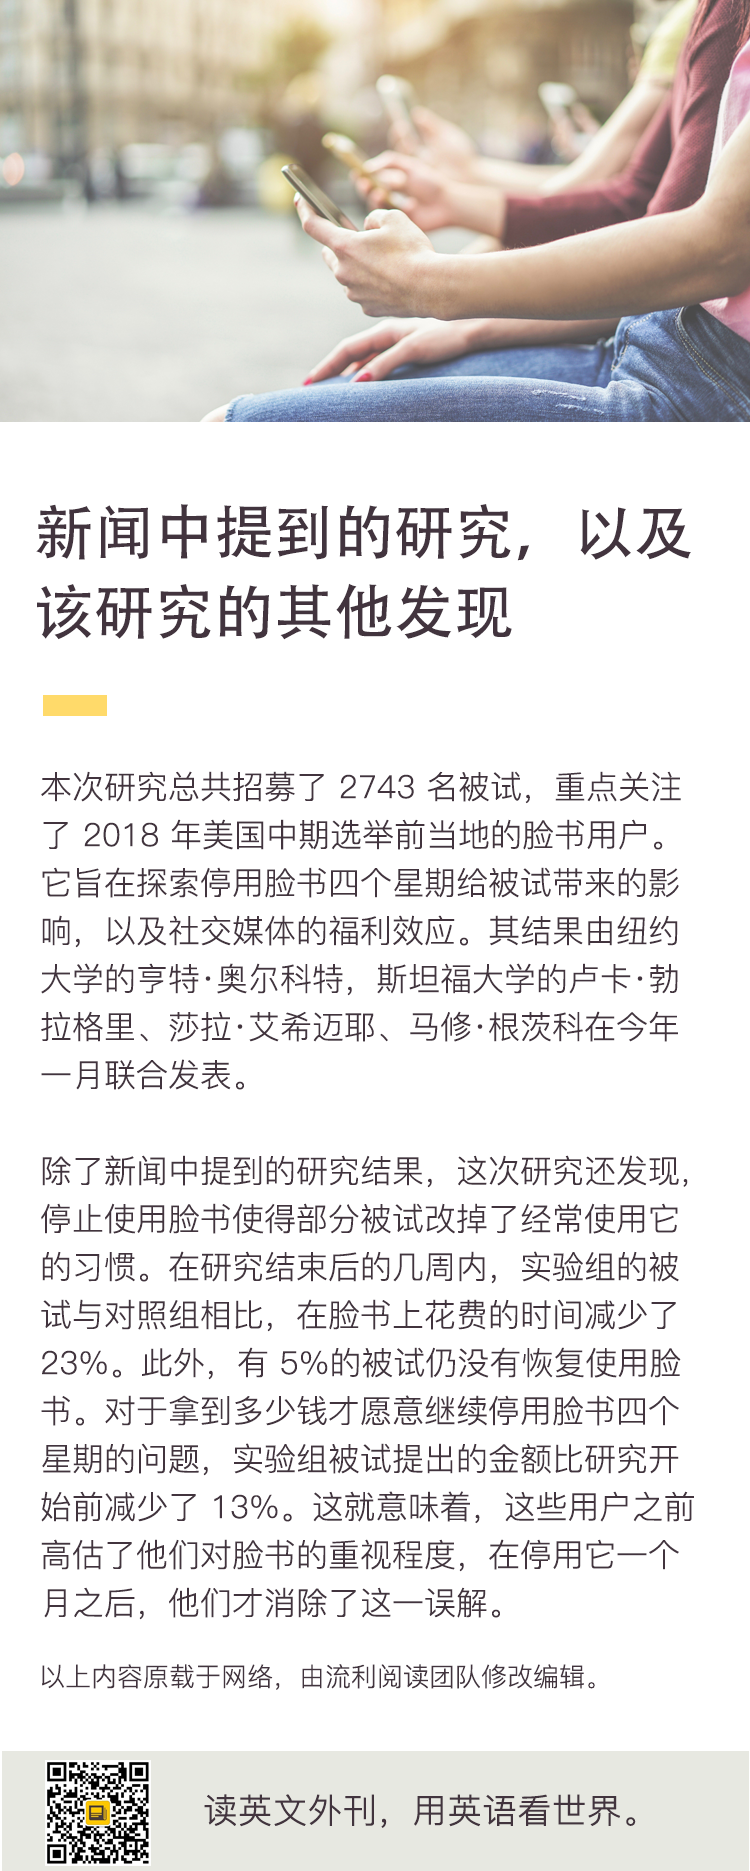 新闻中提到的研究，以及
该研究的其他发现
本次研究总共招募了 2743 名被试，重点关注
了 2018 年美国中期选举前当地的脸书用户。
它旨在探索停用脸书四个星期给被试带来的影
响，以及社交媒体的福利效应。其结果由纽约
大学的亨特·奥尔科特，斯坦福大学的卢卡·勃
拉格里、莎拉·艾希迈耶、马修·根茨科在今年
一月联合发表。
除了新闻中提到的研究结果，这次研究还发现，
停止使用脸书使得部分被试改掉了经常使用它
的习惯。在研究结束后的几周内，实验组的被
试与对照组相比，在脸书上花费的时间减少了
23%。此外，有 5%的被试仍没有恢复使用脸
书。对于拿到多少钱才愿意继续停用脸书四个
星期的问题，实验组被试提出的金额比研究开
始前减少了 13%。这就意味着，这些用户之前
高估了他们对脸书的重视程度，在停用它一个
月之后，他们才消除了这一误解。
以上内容原载于网络，由流利阅读团队修改编辑。
读英文外刊，用英语看世界。